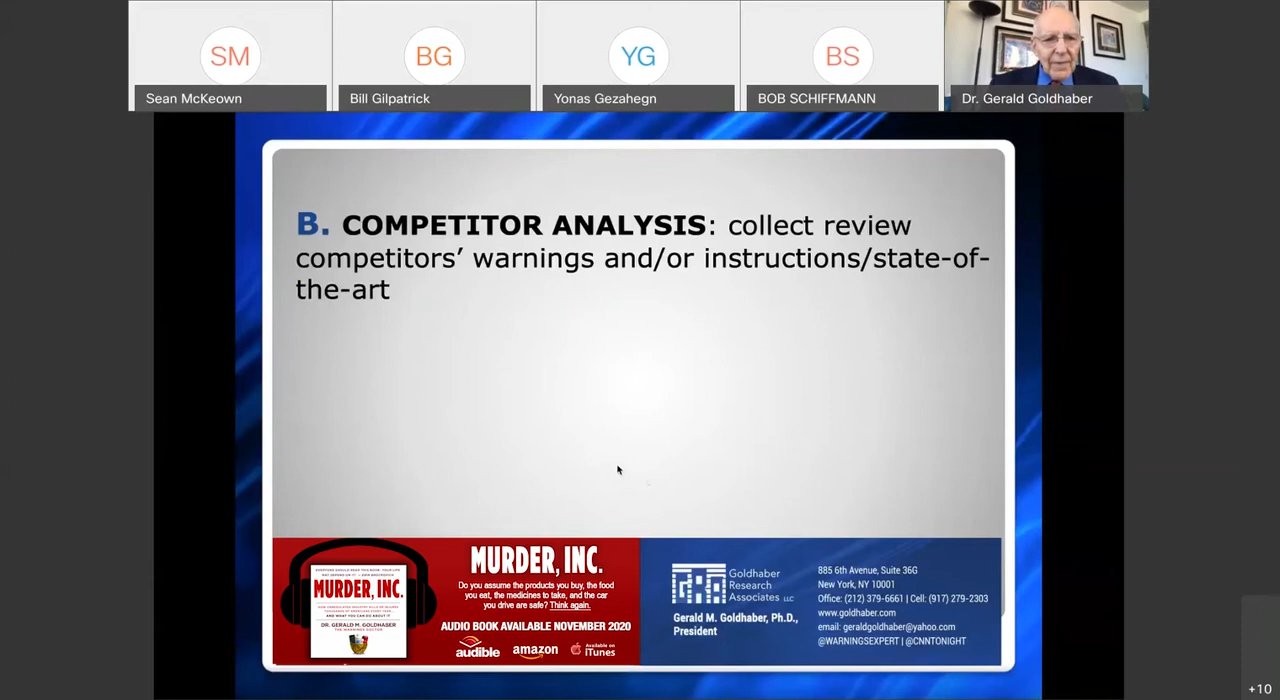 SM
BG
YG
BS
Sean McKeown
Bill Gilpatrick
Yonas Gezahegn
BOB SCHIFFMANN
Dr. Gerald Goldhaber
B. COMPETITOR ANALYSIS: collect review
competitors’ warnings and/or instructions/state-of-
the-art
MURDER, INC.
DR. GERALD M. GOLDHABER
THE WARNINGS DOCTOR
MURDER, INC.
Do you assume the products you buy, the food
you eat, the medicines to take, and the car
you drive are safe? Think again.
AUDIO BOOK AVAILABLE NOVEMBER 2020
audible
amazon
Available on
iTunes
Goldhaber
Research
Associates LLC
Gerald M. Goldhaber, Ph.D.,
President
885 6th Avenue, Suite 36G
New York, NY 10001
Office: (212) 379-6661 | Cell: (917) 279-2303
www.goldhaber.com
email: geraldgoldhaber@yahoo.com
@WARNINGSEXPERT | @CNNTONIGHT
+10